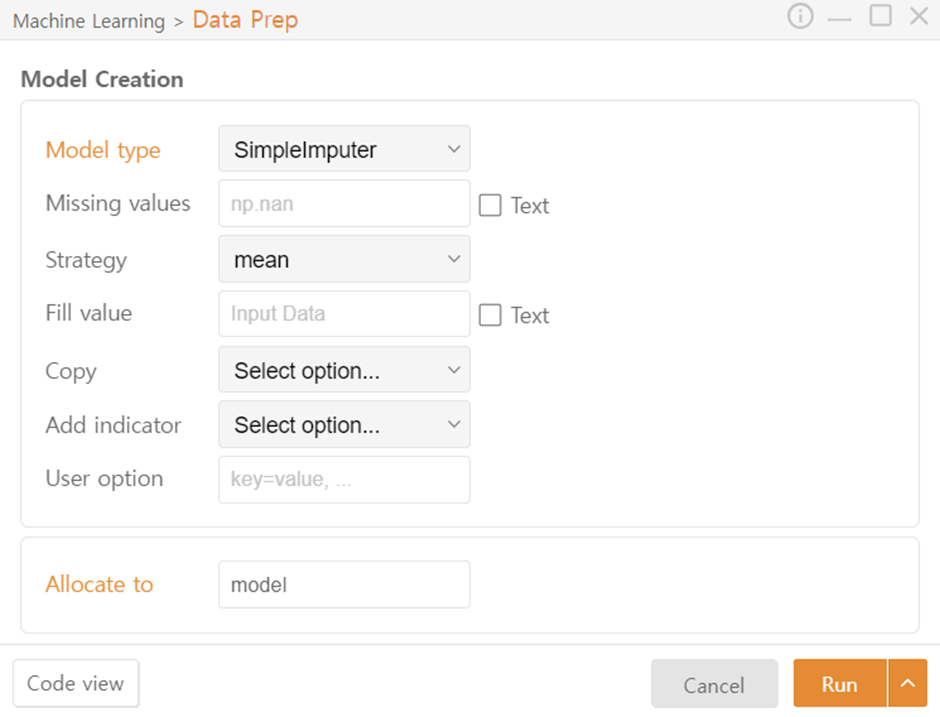 Machine Learning > Data Prep
Model Creation
Model type SimpleImputer
Missing values np.nan Text
Strategy mean
Fill value Input Data Text
Copy Select option...
Add indicator Select option...
User option key=value, ...
Allocate to model
Code view Cancel Run